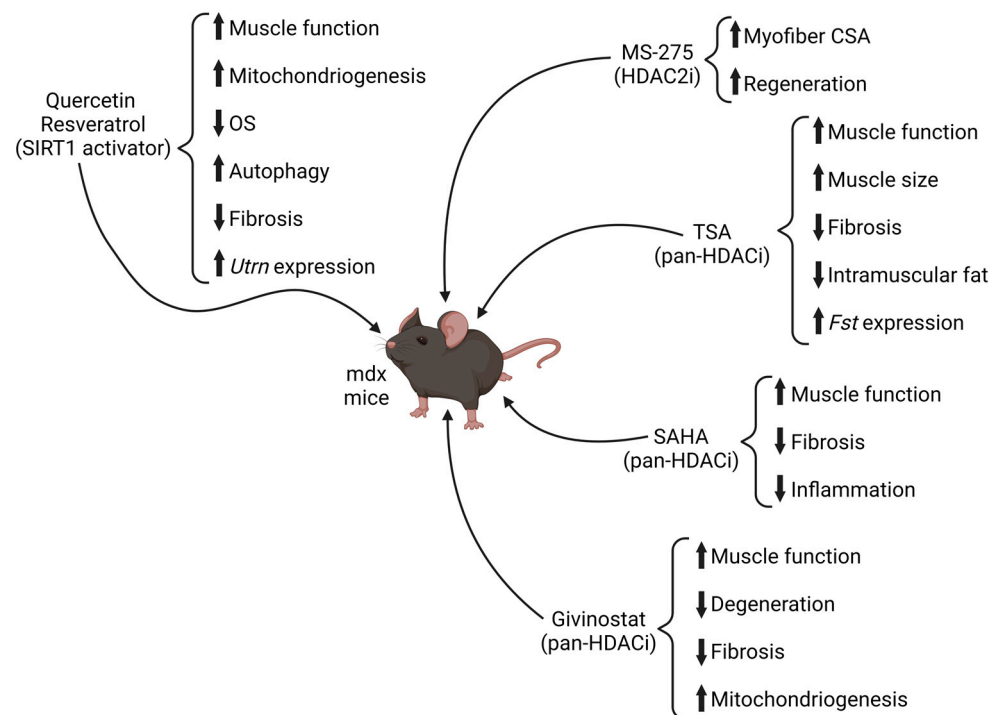 Quercetin
Resveratrol
(SIRT1 activator)
Muscle function
Mitochondriogenesis
OS
Autophagy
Fibrosis
Utrn expression
MS-275
(HDAC2i)
Myofiber CSA
Regeneration
TSA
(pan-HDACi)
Muscle function
Muscle size
Fibrosis
Intramuscular fat
Fst expression
mdx
mice
SAHA
(pan-HDACi)
Muscle function
Fibrosis
Inflammation
Givinostat
(pan-HDACi)
Muscle function
Degeneration
Fibrosis
Mitochondriogenesis